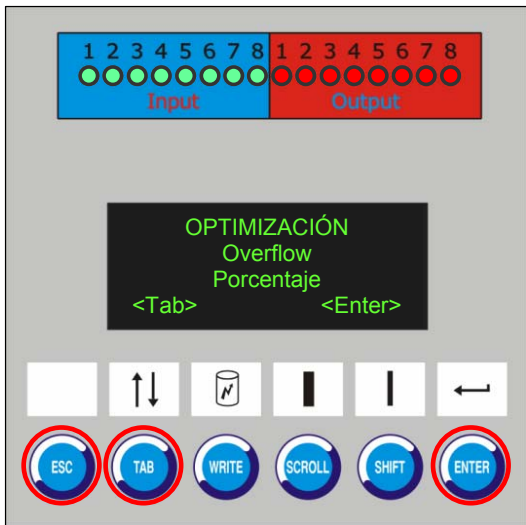 1 2 3 4 5 6 7 8 1 2 3 4 5 6 7 8
Input Output
OPTIMIZACIÓN
Overflow
Porcentaje
<Tab> <Enter>
ESC TAB WRITE SCROLL SHIFT ENTER